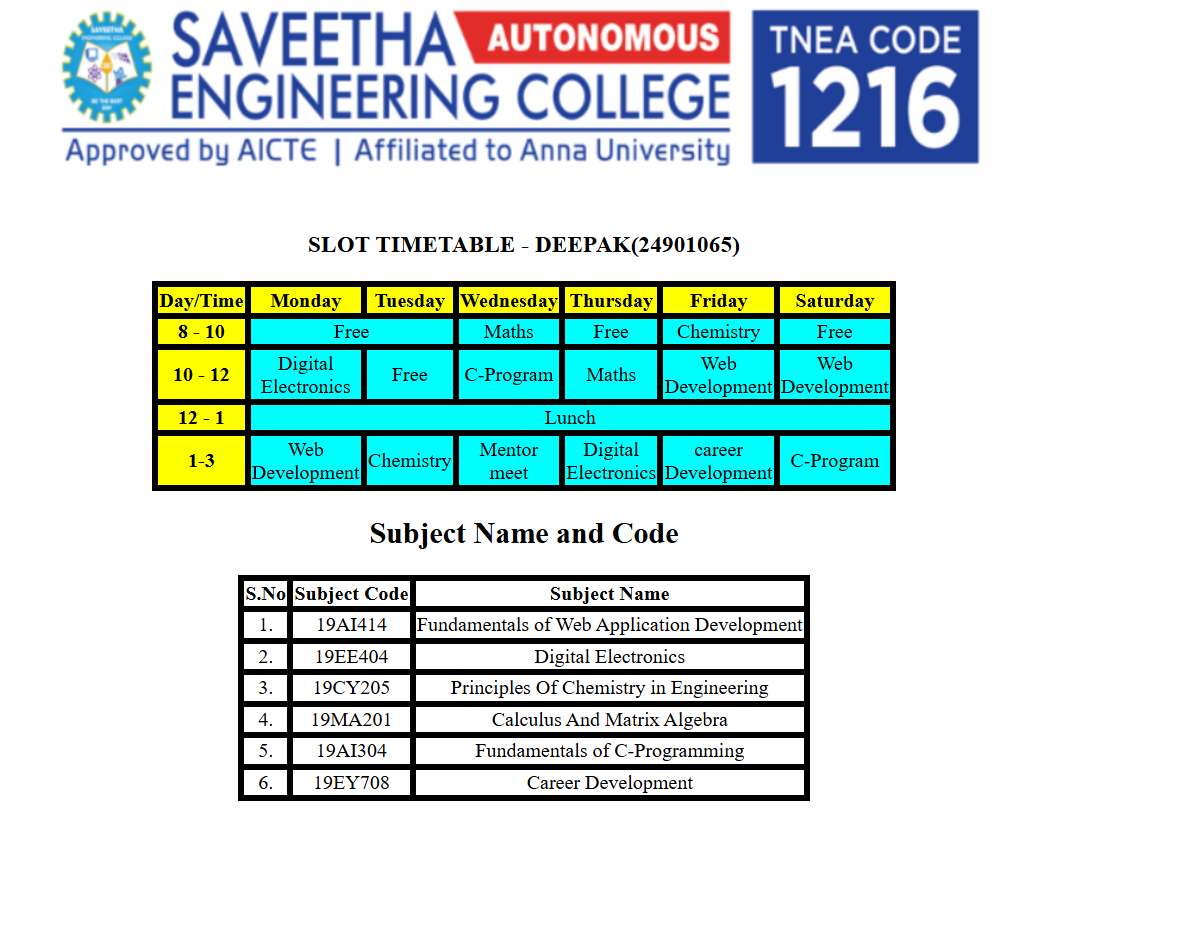 SAVEETHA AUTONOMOUS
ENGINEERING COLLEGE
Approved by AICTE | Affiliated to Anna University
TNEA CODE
1216
SAVEETHA
ENGINEERING COLLEGE
SLOT TIMETABLE - DEEPAK(24901065)
Day/Time Monday Tuesday Wednesday Thursday Friday Saturday
8 - 10 Free Maths Free Chemistry Free
10 - 12 Digital Electronics Free C-Program Maths Web Development Web Development
12 - 1 Lunch
1-3 Web Development Chemistry Mentor meet Digital Electronics career Development C-Program
Subject Name and Code
S.No Subject Code Subject Name
1. 19AI414 Fundamentals of Web Application Development
2. 19EE404 Digital Electronics
3. 19CY205 Principles Of Chemistry in Engineering
4. 19MA201 Calculus And Matrix Algebra
5. 19AI304 Fundamentals of C-Programming
6. 19EY708 Career Development